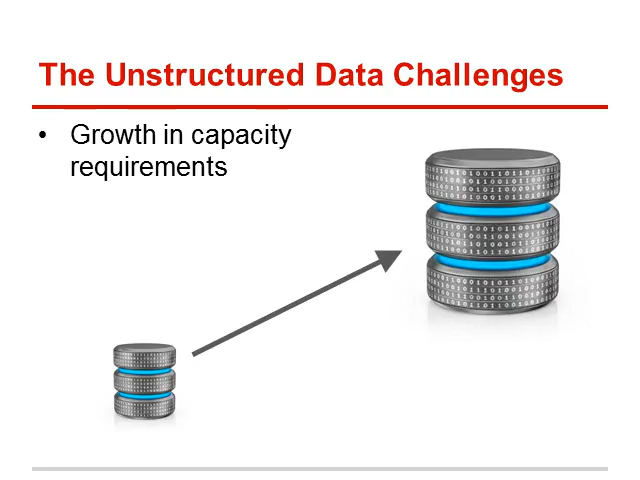 The Unstructured Data Challenges
• Growth in capacity
requirements